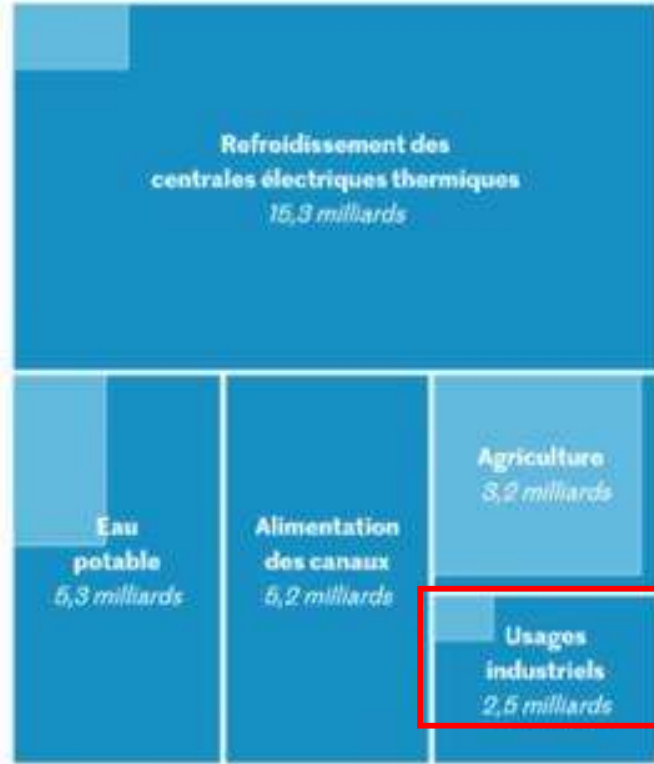 Refroidissement des
centrales électriques thermiques
15,3 milliards
Eau
potable
5,3 milliards
Alimentation
des canaux
5,2 milliards
Agriculture
3,2 milliards
Usages
industriels
2,5 milliards